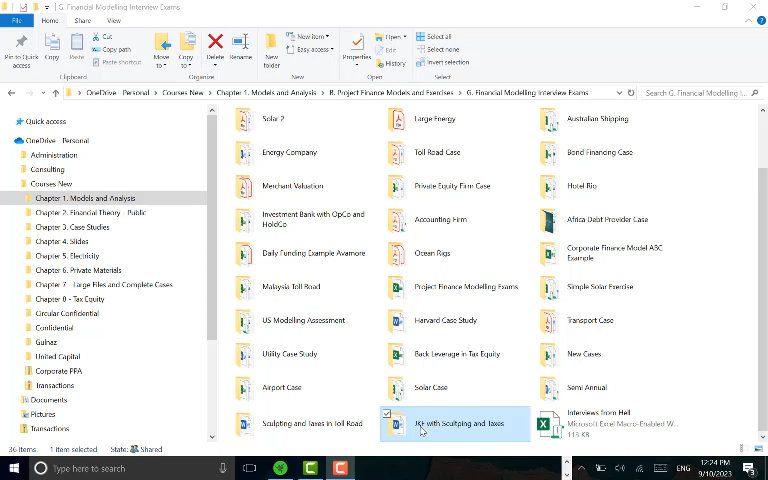 G. Financial Modelling Interview Exams
File Home Share View
Pin to Quick access
Copy
Paste
Cut
Copy path
Paste shortcut
Clipboard
Move to
Copy to
Delete
Rename
Organize
New folder
New item
Easy access
New
Properties
Open
Edit
History
Open
Select all
Select none
Invert selection
Select
OneDrive - Personal > Courses New > Chapter 1. Models and Analysis > B. Project Finance Models and Exercises > G. Financial Modelling Interview Exams
Search G. Financial Modelling I...
Quick access
OneDrive - Personal
Administration
Consulting
Courses New
Chapter 1. Models and Analysis
Chapter 2. Financial Theory - Public
Chapter 3. Case Studies
Chapter 4. Slides
Chapter 5. Electricity
Chapter 6. Private Materials
Chapter 7 - Large Files and Complete Cases
Chapter 8 - Tax Equity
Circular Confidential
Confidential
Gulnaz
United Capital
Corporate PPA
Transactions
Documents
Pictures
Transactions
Solar 2
Large Energy
Australian Shipping
Energy Company
Toll Road Case
Bond Financing Case
Merchant Valuation
Private Equity Firm Case
Hotel Rio
Investment Bank with OpCo and HoldCo
Accounting Firm
Africa Debt Provider Case
Daily Funding Example Avamore
Ocean Rigs
Corporate Finance Model ABC Example
Malaysia Toll Road
Project Finance Modelling Exams
Simple Solar Exercise
US Modelling Assessment
Harvard Case Study
Transport Case
Utility Case Study
Back Leverage in Tax Equity
New Cases
Airport Case
Solar Case
Semi Annual
Sculpting and Taxes in Toll Road
with Scultping and Taxes
Interviews from Hell
Microsoft Excel Macro-Enabled W...
113 KB
36 items 1 item selected State: Shared
Type here to search
ENG
12:24 PM
9/10/2023
3